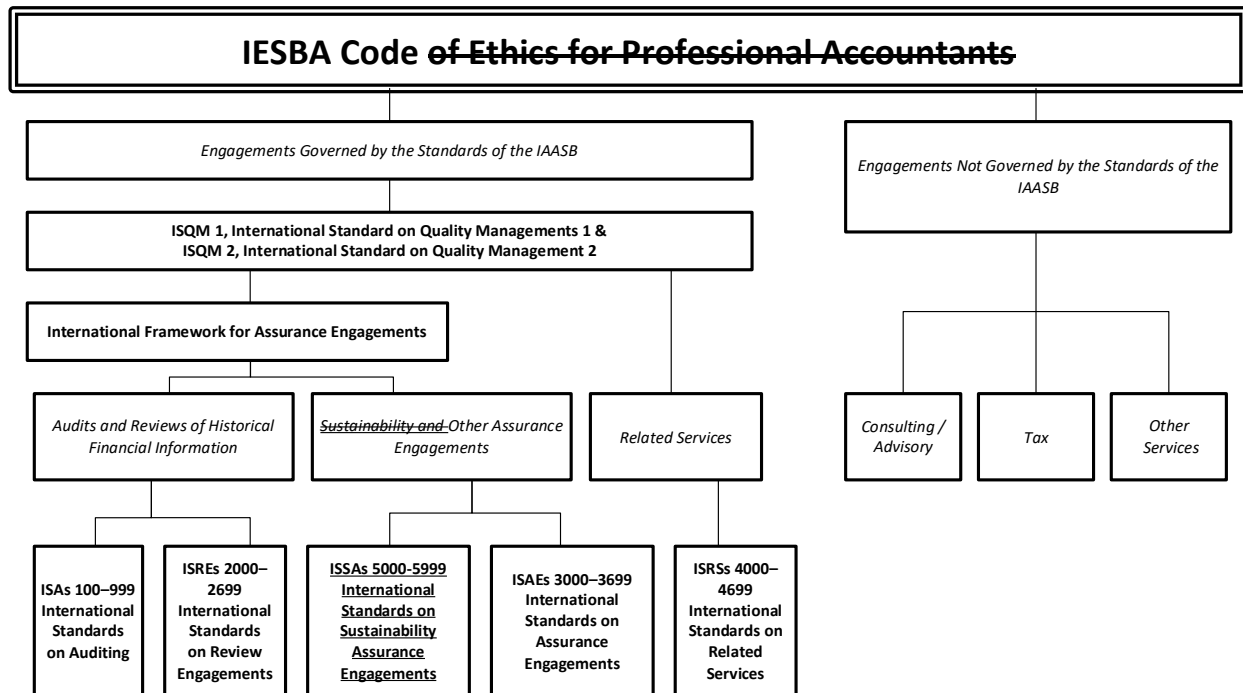 IESBA Code of Ethics for Professional Accountants
Engagements Governed by the Standards of the IAASB
Engagements Not Governed by the Standards of the
IAASB
ISQM 1, International Standard on Quality Managements 1 &
ISQM 2, International Standard on Quality Management 2
International Framework for Assurance Engagements
Audits and Reviews of Historical
Financial Information
Sustainability and Other Assurance
Engagements
Related Services
Consulting /
Advisory
Tax
Other
Services
ISAs 100–999
International
Standards
on Auditing
ISREs 2000–
2699
International
Standards
on Review
Engagements
ISSAs 5000-5999
International
Standards on
Sustainability
Assurance
Engagements
ISAEs 3000–3699
International
Standards on
Assurance
Engagements
ISRSs 4000–
4699
International
Standards on
Related
Services